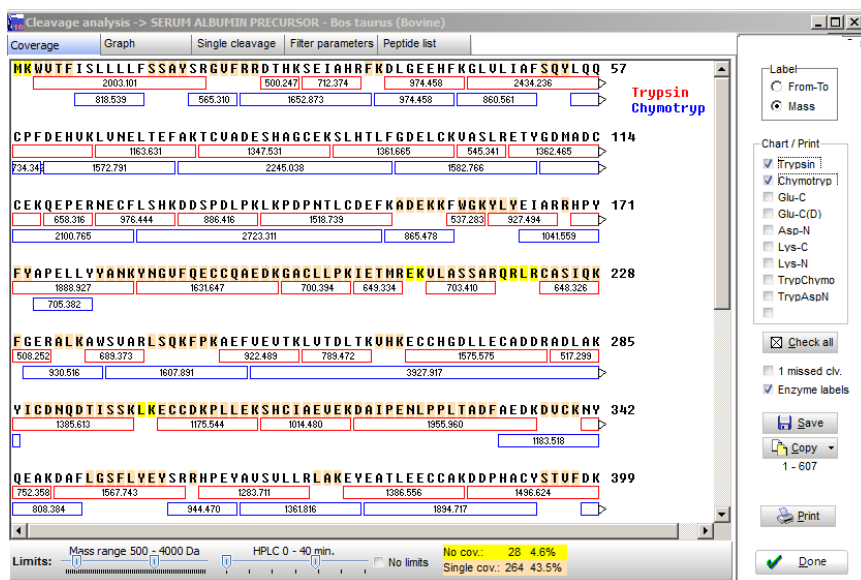 Cleavage analysis -> SERUM ALBUMIN PRECURSOR - Bos taurus (Bovine)
Coverage Graph Single cleavage Filter parameters Peptide list
MKWVTFISLLLLFSSAYSRGVFRRDTHKSEIAHRFKDLGEEHFKGLVLIAFSQYLQQ 57
2003.101 500.247 712.374 974.458 2434.236
818.539 565.310 1652.873 974.458 860.561
Trypsin
Chymotryp
CPFDEHVKLVNELTEFAKTCVADESHAGCEKSLHTLFGDELCKVASLRETYGDMADC 114
1163.631 1347.531 1361.665 545.341 1362.465
734.34 1572.791 2245.038 1582.766
CEKQEPERNECFLSHKDDSPDLPKLKPDPNTLCDEFKADEKKFWGKYLYEIARRHPY 171
658.316 976.444 886.416 1518.739 537.283 927.494
2100.765 2723.311 865.478 1041.559
FYAPELLYYANKYNGVFQECCQAEDKGACLLPKIETMREKVLASSARQRLRCASIQK 228
1888.927 1631.647 700.394 649.334 703.410 648.326
705.382
FGERALKAWSVARLSQKFPKAEFVEVTKLVTDLTKVHKECCHGDLLECADDRADLAK 285
508.252 689.373 922.489 789.472 1575.575 517.299
930.516 1607.891 3927.917
YICDNQDTISSKLKECCDKPLLEKSHCIAEVEKDAIPENLPPLTADFAEDKDVCKNY 342
1385.613 1175.544 1014.480 1955.960
1183.518
QEAKDAFLGSFLYEYSRRHPEYAVSVLLRLAKEYEATLEECCAKDDPHACYSTVFDK 399
752.358 1567.743 1283.711 1386.556 1496.624
808.384 944.470 1361.816 1894.717
Label
From-To
Mass
Chart / Print
Trypsin
Chymotryp
Glu-C
Glu-C(D)
Asp-N
Lys-C
Lys-N
TrypChymo
TrypAspN
Check all
1 missed clv.
Enzyme labels
Save
Copy
1 - 607
Print
Done
Limits: Mass range 500 - 4000 Da HPLC 0 - 40 min. No limits
No cov.: 28 4.6%
Single cov.: 264 43.5%